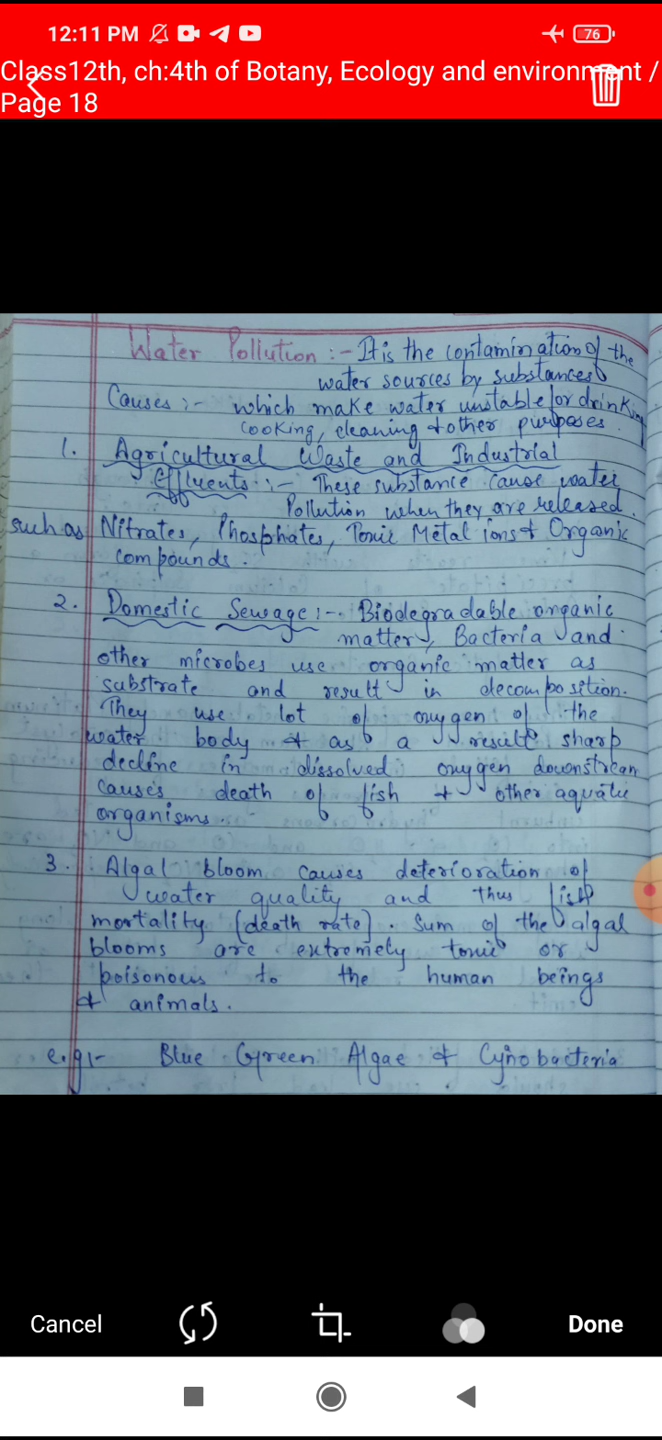 12:11 PM
76
Class12th, ch:4th of Botany, Ecology and environment /
Page 18
Water Pollution :- It is the contamination of the
water sources by substances
Causes :- which make water unstable for drinking
cooking, cleaning & other purposes.
1. Agricultural Waste and Industrial
Effluents :- These substance cause water
Pollution when they are released.
such as Nitrates, Phosphates, Toxic Metal ions & Organic
compounds.
2. Domestic Sewage :- Biodegradable organic
matter, Bacteria and
other microbes use organic matter as
substrate and result in decomposition.
They use lot of oxygen of the
water body & as a result sharp
decline in dissolved oxygen downstream
causes death of fish & other aquatic
organisms.
3. Algal bloom causes deterioration of
water quality and thus fish
mortality (death rate). Sum of the algal
blooms are extremely toxic or
poisonous to the human beings
& animals.
e.g:- Blue Green Algae & Cynobacteria
Cancel
Done